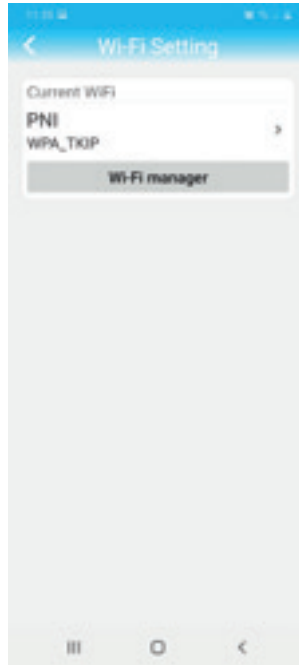 Wi-Fi Setting
Current WiFi
PNI
WPA_TKIP
Wi-Fi manager